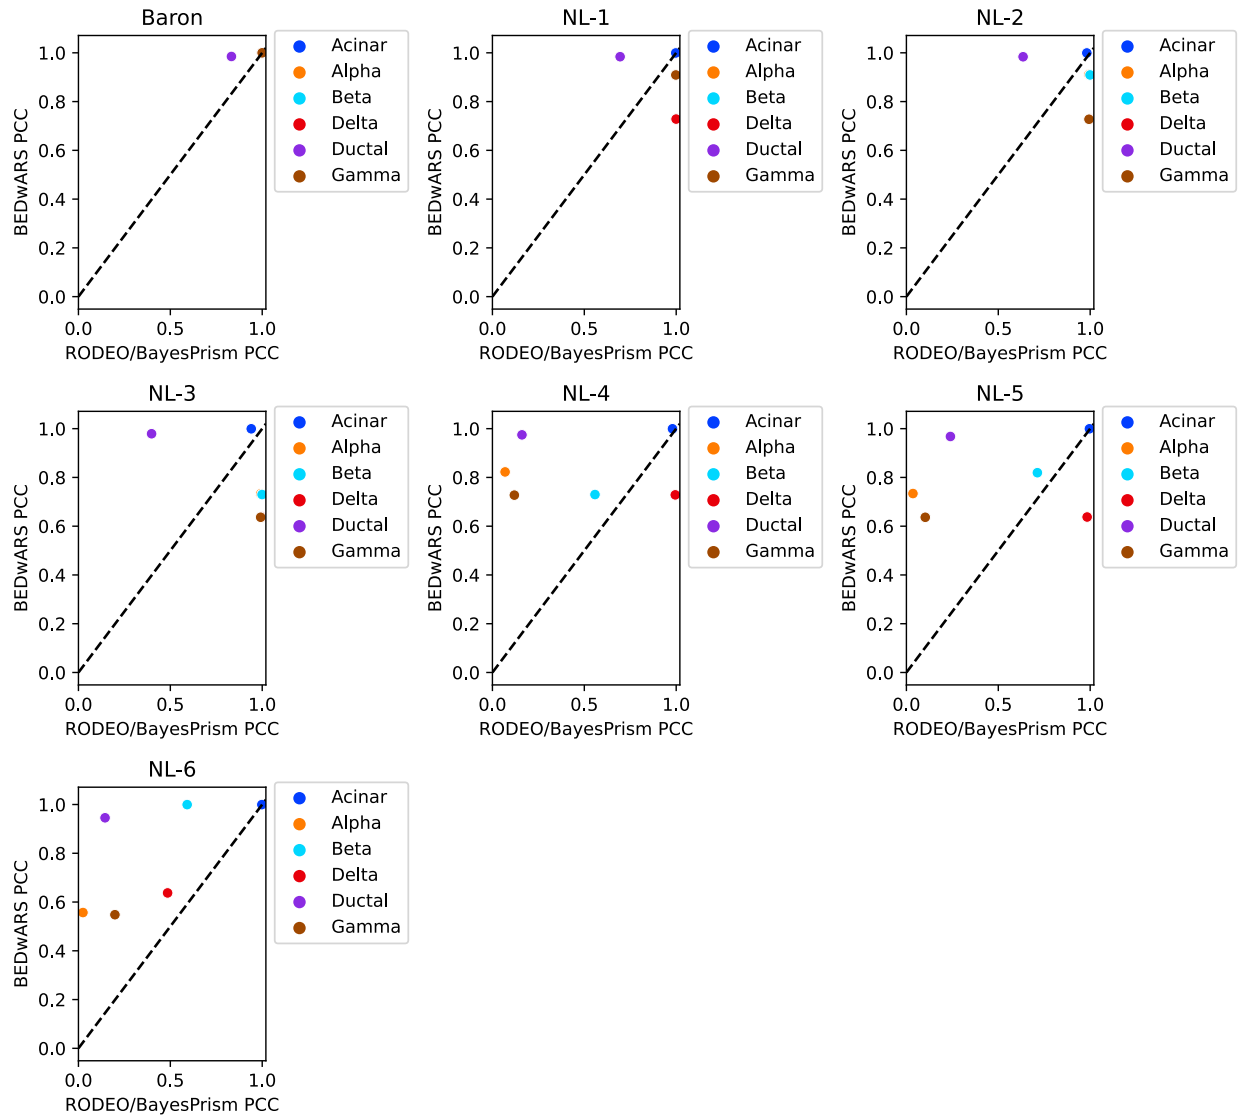 Baron
1.0
0.8
0.6
0.4
0.2
0.0
BEDwARS PCC
0.0 0.5 1.0
RODEO/BayesPrism PCC
Acinar
Alpha
Beta
Delta
Ductal
Gamma
NL-1
1.0
0.8
0.6
0.4
0.2
0.0
BEDwARS PCC
0.0 0.5 1.0
RODEO/BayesPrism PCC
Acinar
Alpha
Beta
Delta
Ductal
Gamma
NL-2
1.0
0.8
0.6
0.4
0.2
0.0
BEDwARS PCC
0.0 0.5 1.0
RODEO/BayesPrism PCC
Acinar
Alpha
Beta
Delta
Ductal
Gamma
NL-3
1.0
0.8
0.6
0.4
0.2
0.0
BEDwARS PCC
0.0 0.5 1.0
RODEO/BayesPrism PCC
Acinar
Alpha
Beta
Delta
Ductal
Gamma
NL-4
1.0
0.8
0.6
0.4
0.2
0.0
BEDwARS PCC
0.0 0.5 1.0
RODEO/BayesPrism PCC
Acinar
Alpha
Beta
Delta
Ductal
Gamma
NL-5
1.0
0.8
0.6
0.4
0.2
0.0
BEDwARS PCC
0.0 0.5 1.0
RODEO/BayesPrism PCC
Acinar
Alpha
Beta
Delta
Ductal
Gamma
NL-6
1.0
0.8
0.6
0.4
0.2
0.0
BEDwARS PCC
0.0 0.5 1.0
RODEO/BayesPrism PCC
Acinar
Alpha
Beta
Delta
Ductal
Gamma